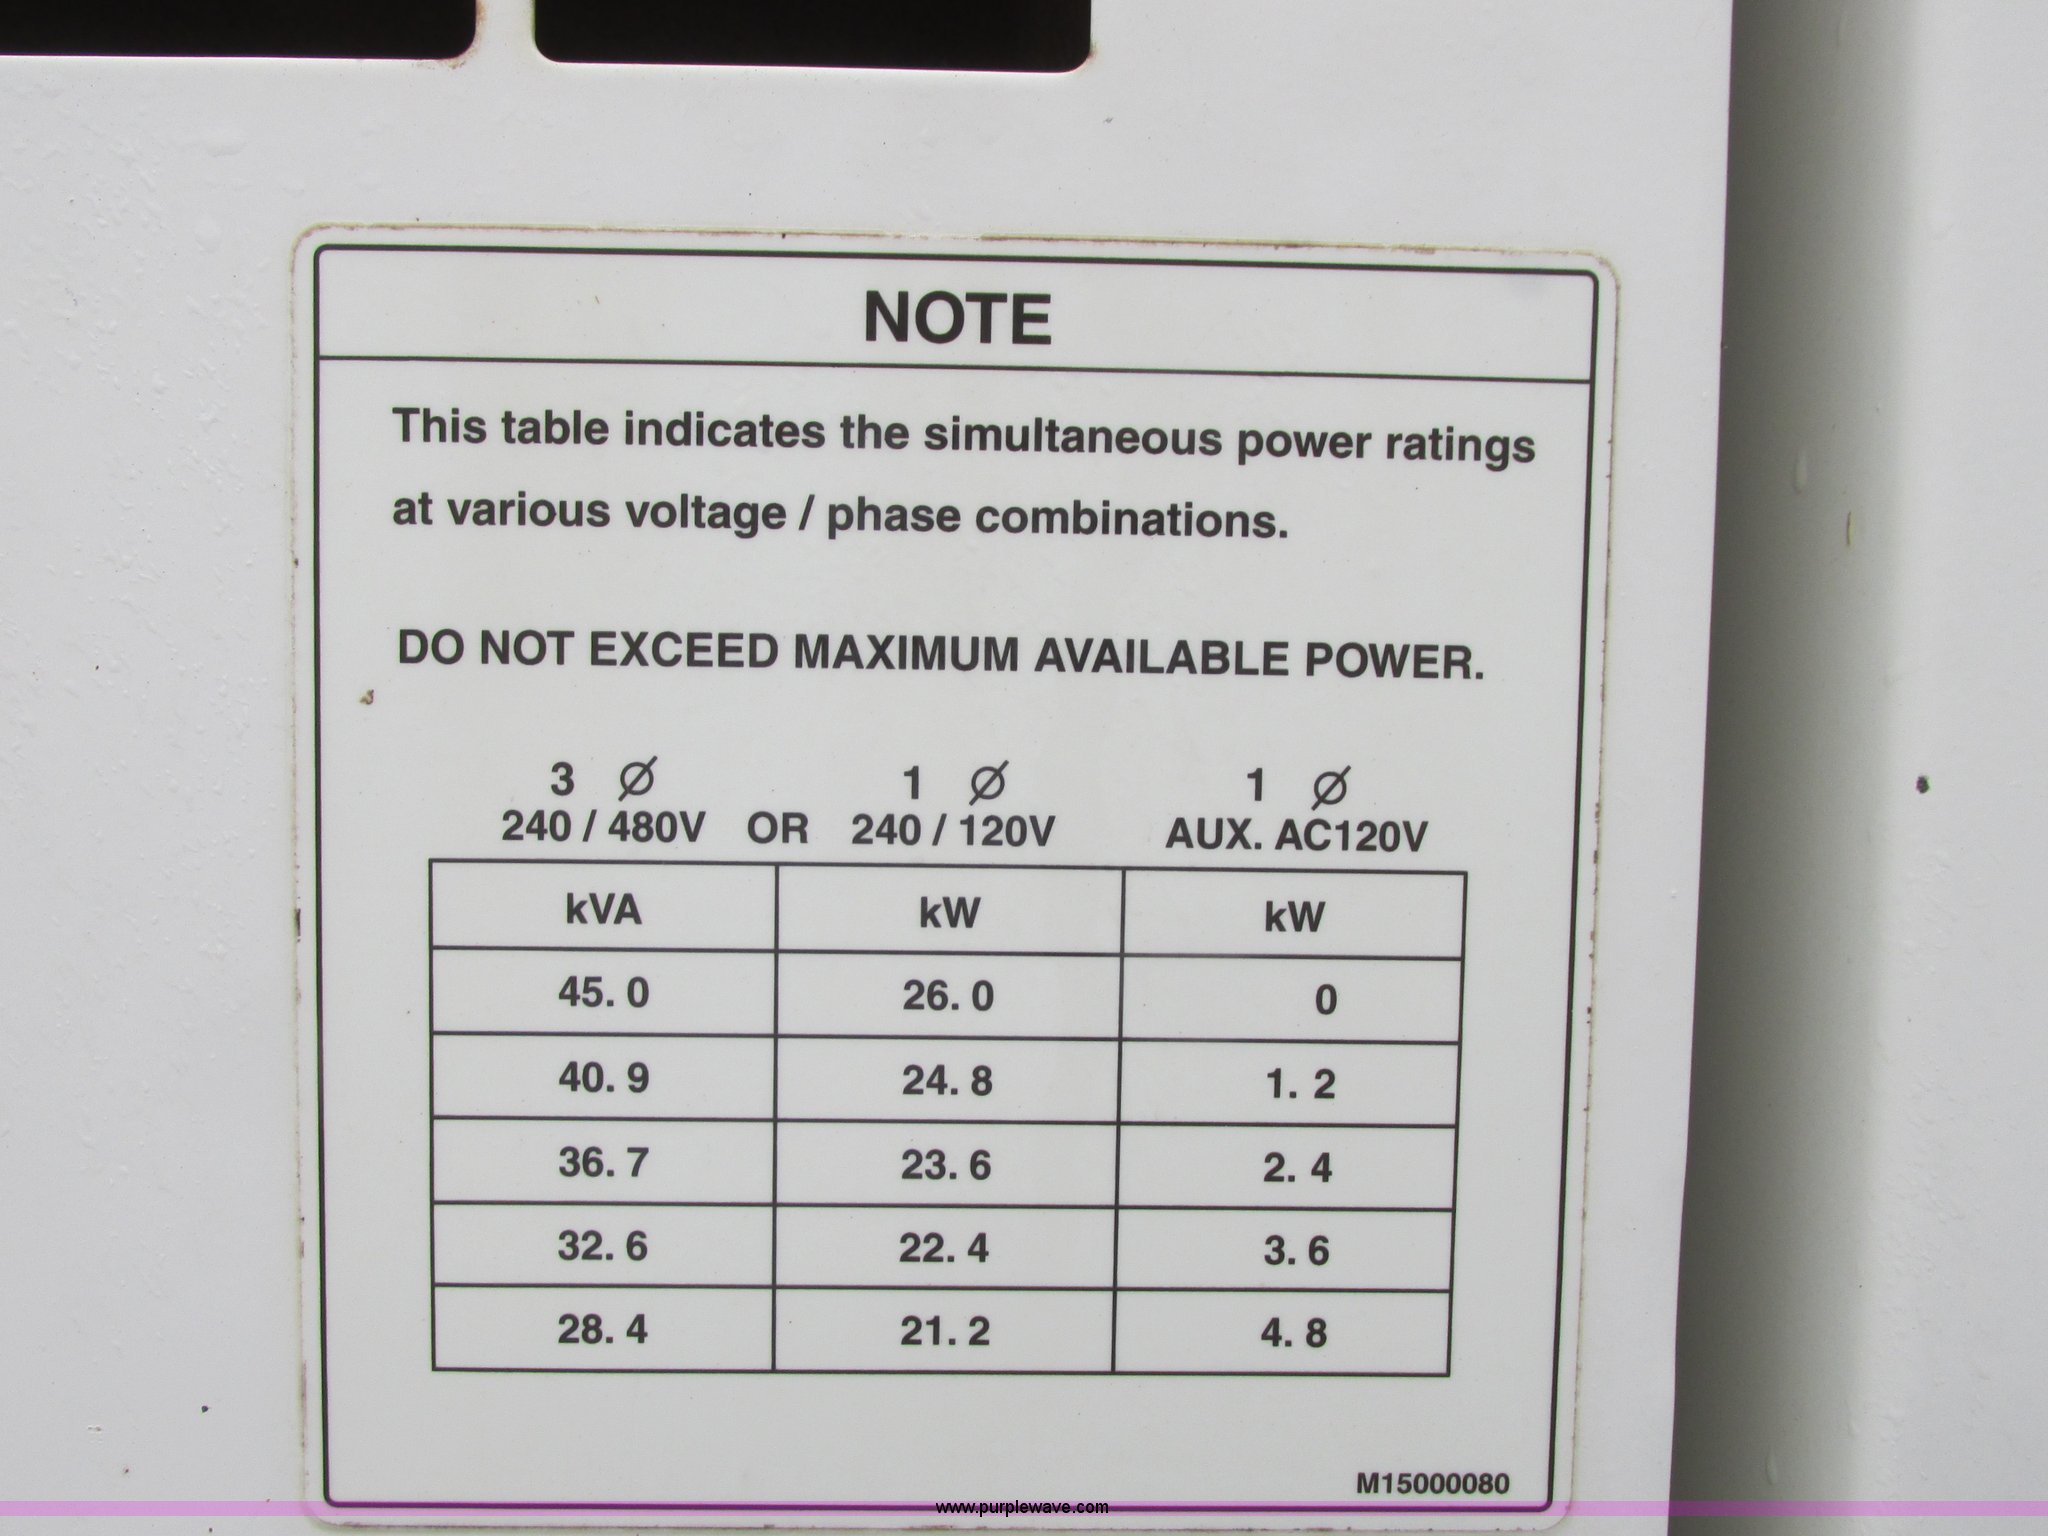 NOTE
This table indicates the simultaneous power ratings
at various voltage / phase combinations.
DO NOT EXCEED MAXIMUM AVAILABLE POWER.
3 Ø 1 Ø 1 Ø
240 / 480V OR 240 / 120V AUX. AC120V
kVA kW kW
45. 0 26. 0 0
40. 9 24. 8 1. 2
36. 7 23. 6 2. 4
32. 6 22. 4 3. 6
28. 4 21. 2 4. 8
M15000080
www.purplewave.com